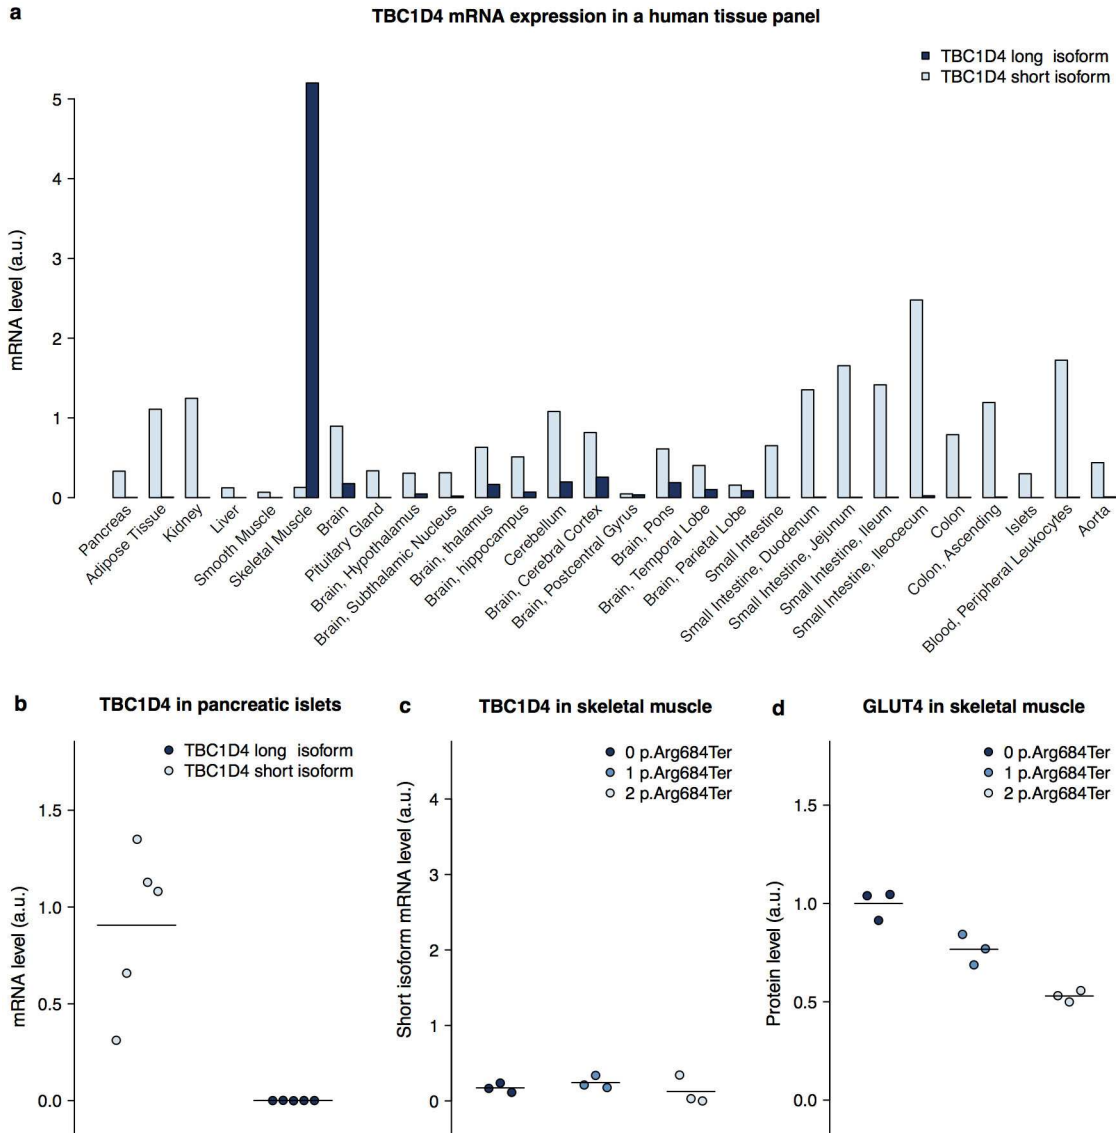 a
TBC1D4 mRNA expression in a human tissue panel
TBC1D4 long isoform
TBC1D4 short isoform
mRNA level (a.u.)
5
4
3
2
1
0
Pancreas
Adipose Tissue
Kidney
Liver
Smooth Muscle
Skeletal Muscle
Brain
Pituitary Gland
Brain, Hypothalamus
Brain, Subthalamic Nucleus
Brain, thalamus
Brain, hippocampus
Cerebellum
Brain, Cerebral Cortex
Brain, Postcentral Gyrus
Brain, Pons
Brain, Temporal Lobe
Brain, Parietal Lobe
Small Intestine
Small Intestine, Duodenum
Small Intestine, Jejunum
Small Intestine, Ileum
Small Intestine, Ileocecum
Colon
Colon, Ascending
Islets
Blood, Peripheral Leukocytes
Aorta
b
TBC1D4 in pancreatic islets
TBC1D4 long isoform
TBC1D4 short isoform
mRNA level (a.u.)
1.5
1.0
0.5
0.0
c
TBC1D4 in skeletal muscle
0 p.Arg684Ter
1 p.Arg684Ter
2 p.Arg684Ter
Short isoform mRNA level (a.u.)
4
3
2
1
0
d
GLUT4 in skeletal muscle
0 p.Arg684Ter
1 p.Arg684Ter
2 p.Arg684Ter
Protein level (a.u.)
1.5
1.0
0.5
0.0